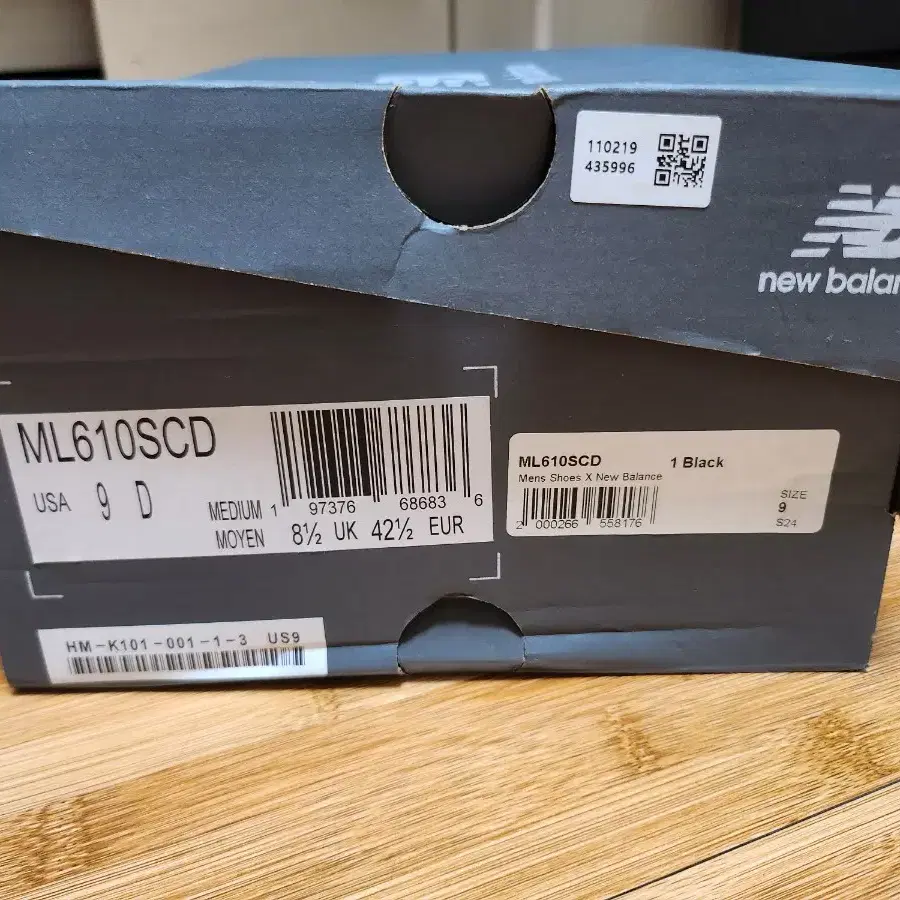 110219
435996
new balan
ML610SCD
USA 9 D
MEDIUM
MOYEN
1 97376 68683 6
8½ UK 42½ EUR
ML610SCD 1 Black
Mens Shoes X New Balance
2 000266 558176
SIZE
9
S24
HM-K101-001-1-3 US9